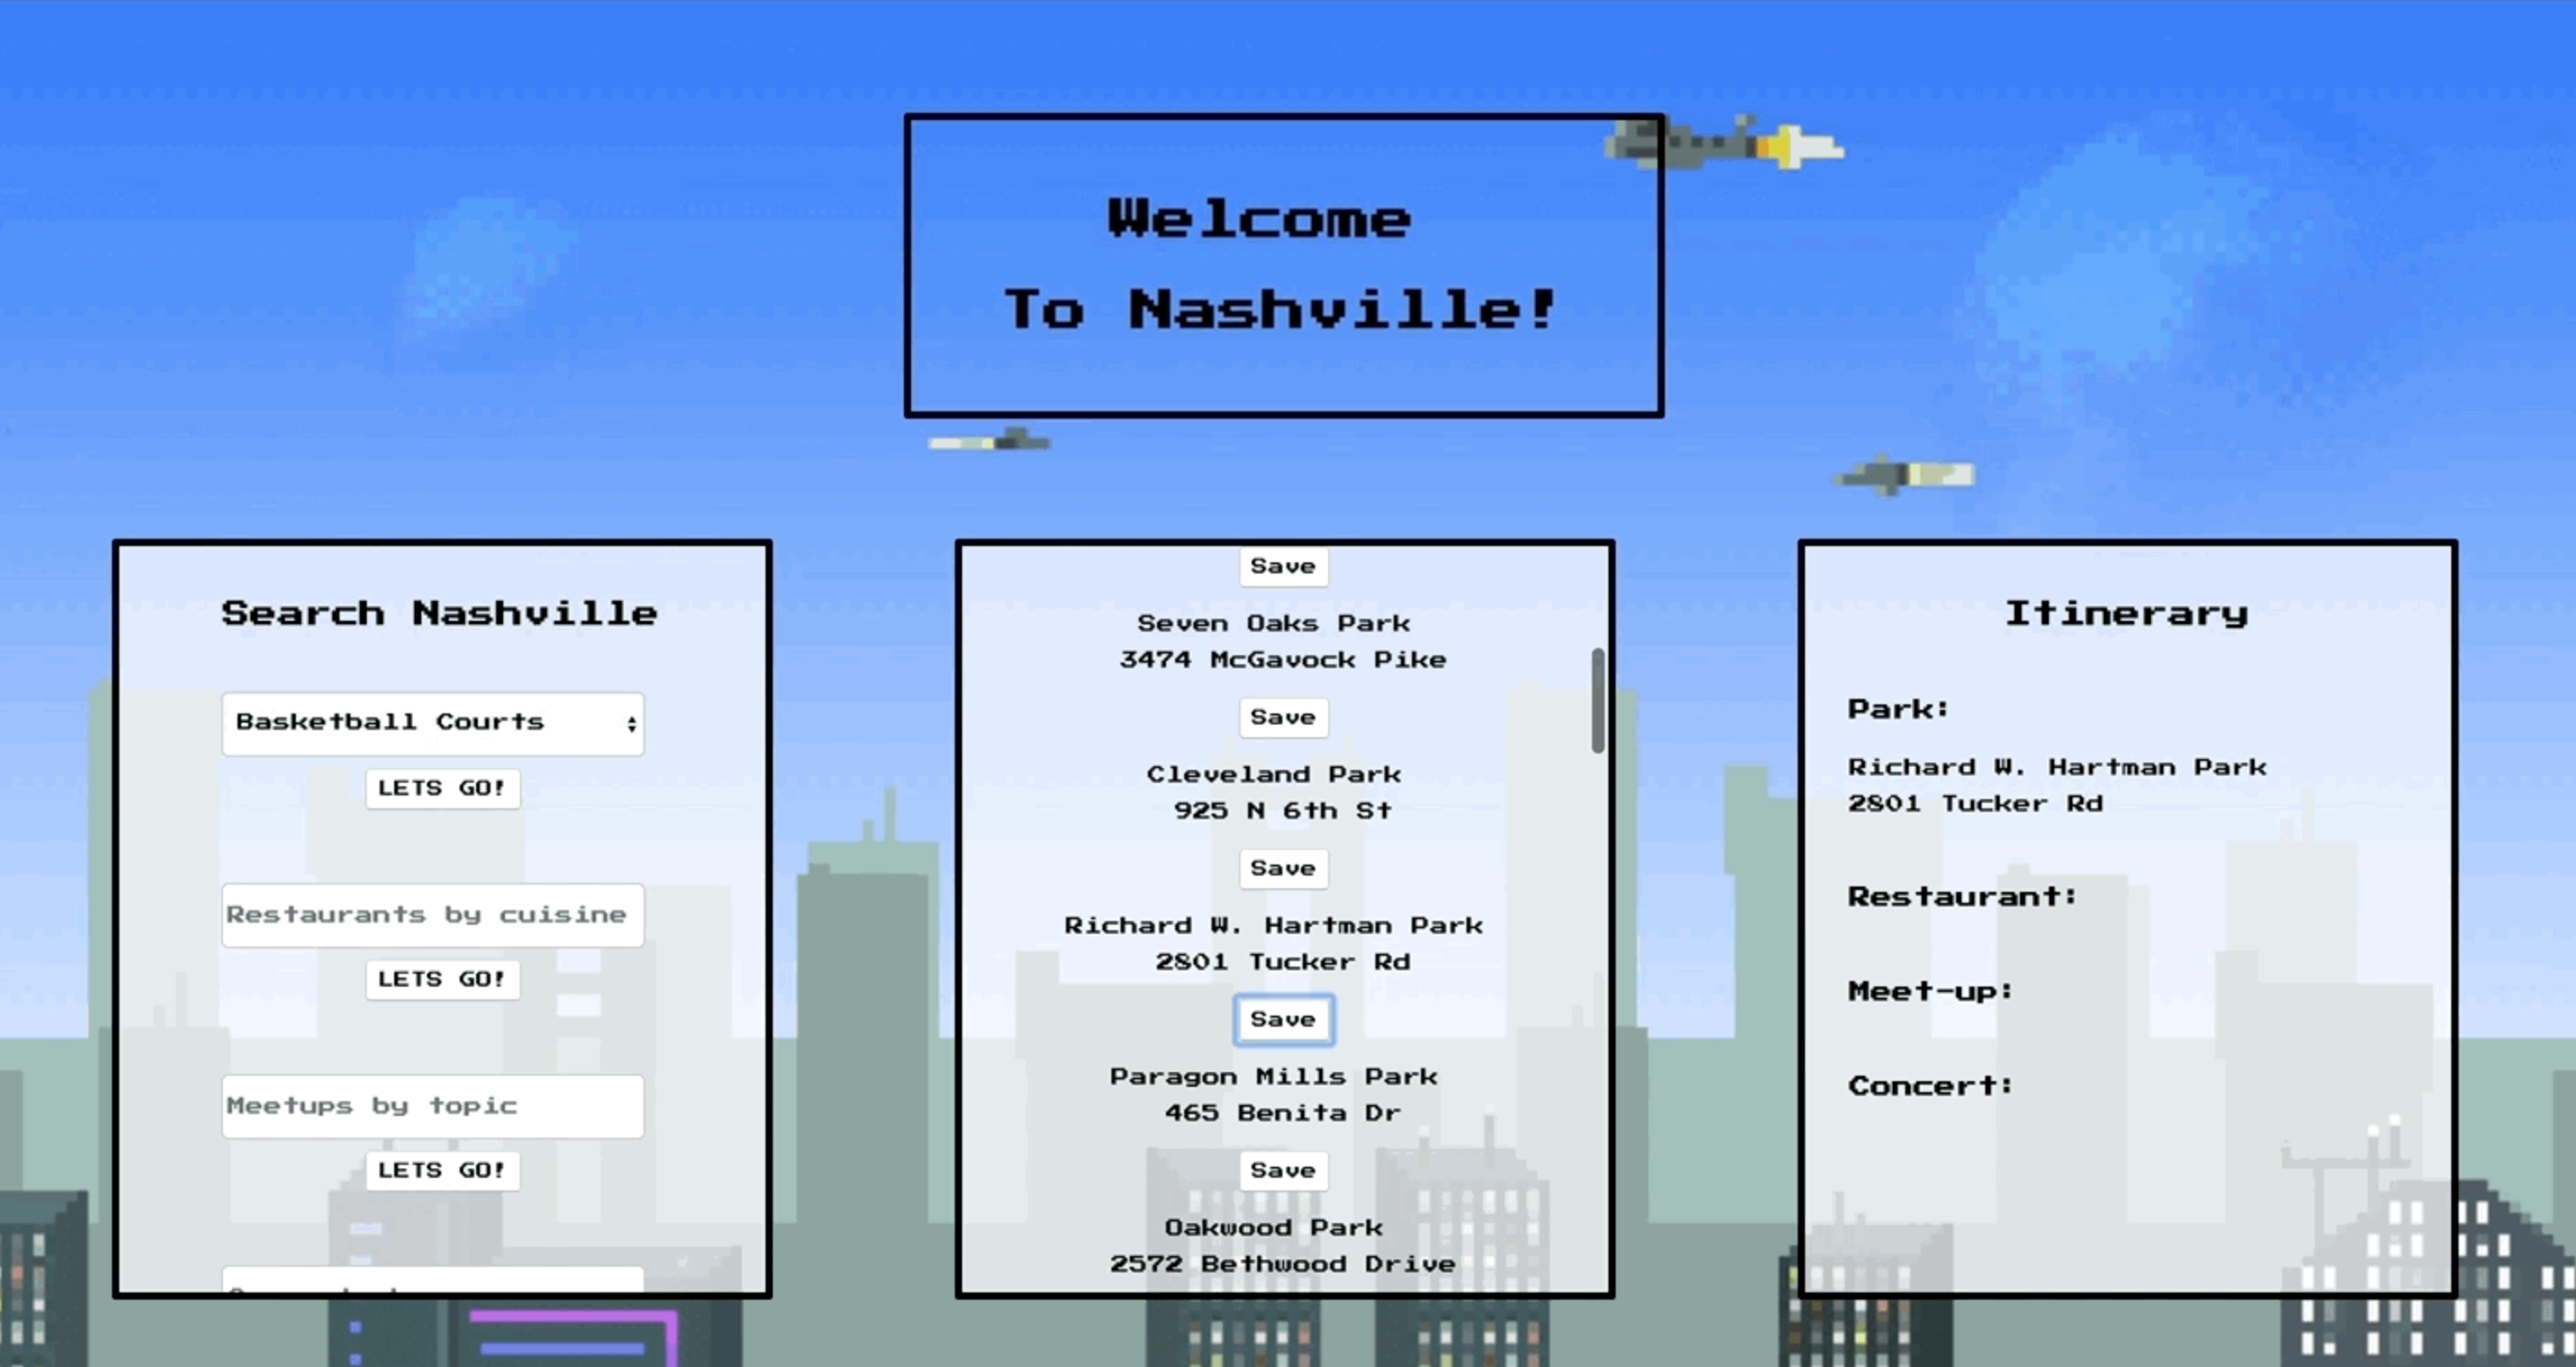 Welcome
To Nashville!
Search Nashville
Basketball Courts
LETS GO!
Restaurants by cuisine
LETS GO!
Meetups by topic
LETS GO!
Save
Seven Oaks Park
3474 McGavock Pike
Save
Cleveland Park
925 N 6th St
Save
Richard W. Hartman Park
2801 Tucker Rd
Save
Paragon Mills Park
465 Benita Dr
Save
Oakwood Park
2572 Bethwood Drive
Itinerary
Park:
Richard W. Hartman Park
2801 Tucker Rd
Restaurant:
Meet-up:
Concert: